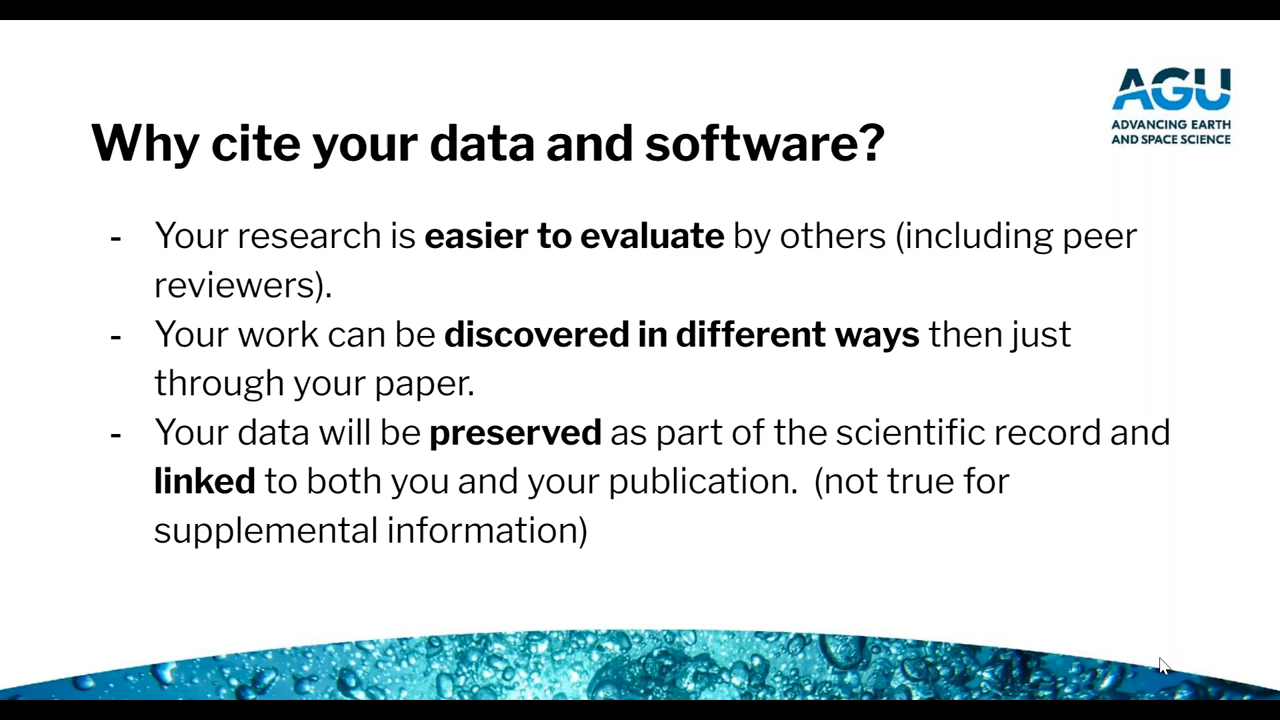 AGU
ADVANCING EARTH
AND SPACE SCIENCE
Why cite your data and software?
- Your research is easier to evaluate by others (including peer
reviewers).
- Your work can be discovered in different ways then just
through your paper.
- Your data will be preserved as part of the scientific record and
linked to both you and your publication.  (not true for
supplemental information)